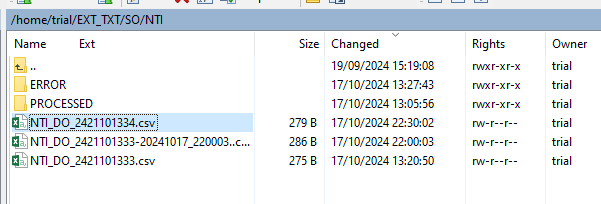 /home/trial/EXT_TXT/SO/NTI
Name Ext Size Changed Rights Owner
.. 19/09/2024 15:19:08 rwxr-xr-x trial
ERROR 17/10/2024 13:27:43 rwxr-xr-x trial
PROCESSED 17/10/2024 13:05:56 rwxr-xr-x trial
NTI_DO_2421101334.csv 279 B 17/10/2024 22:30:02 rw-r--r-- trial
NTI_DO_2421101333-20241017_220003..c... 286 B 17/10/2024 22:00:03 rw-r--r-- trial
NTI_DO_2421101333.csv 275 B 17/10/2024 13:20:50 rw-r--r-- trial